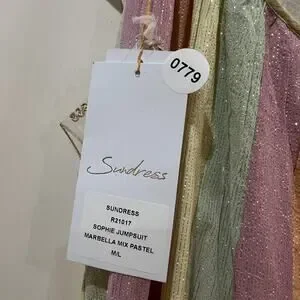 0779
Sundress
SUNDRESS
R21017
SOPHIE JUMPSUIT
MARBELLA MIX PASTEL
M/L